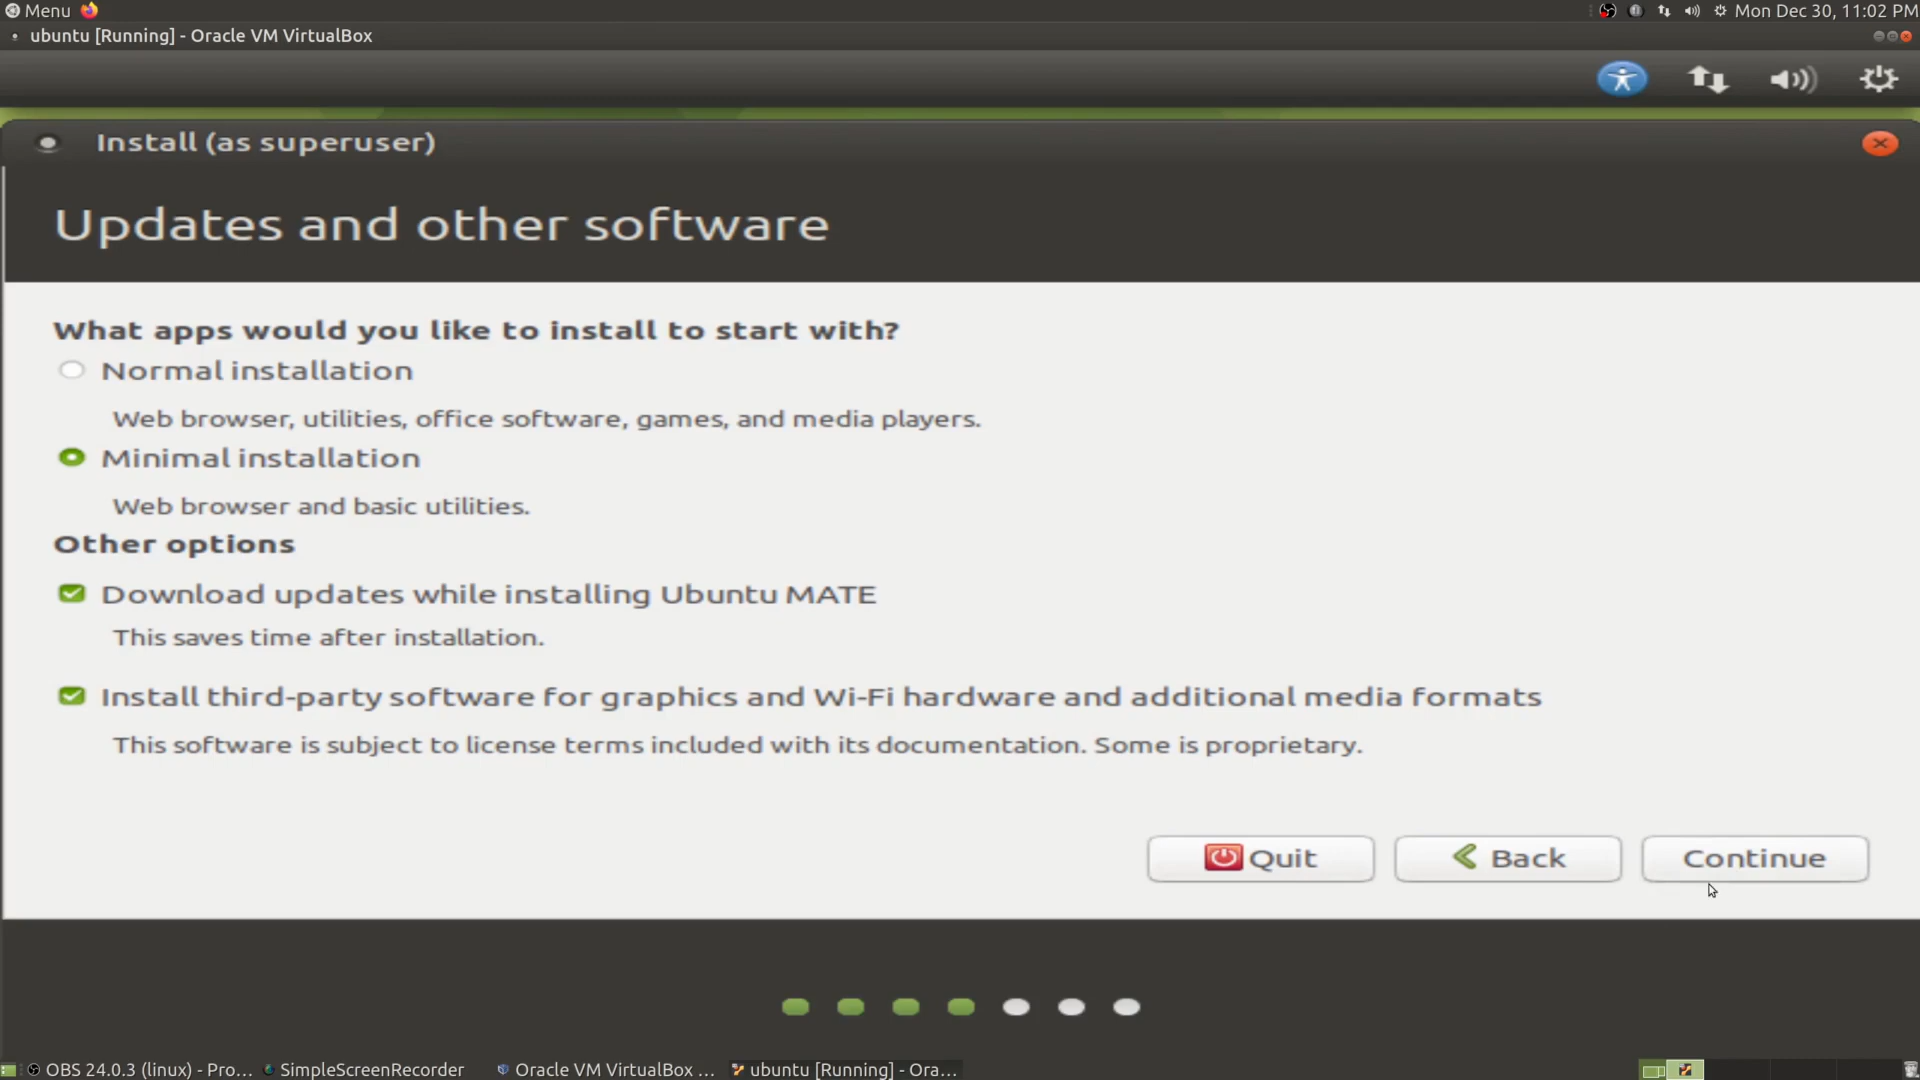 Menu
Mon Dec 30, 11:02 PM
ubuntu [Running] - Oracle VM VirtualBox
Install (as superuser)
Updates and other software
What apps would you like to install to start with?
Normal installation
Web browser, utilities, office software, games, and media players.
Minimal installation
Web browser and basic utilities.
Other options
Download updates while installing Ubuntu MATE
This saves time after installation.
Install third-party software for graphics and Wi-Fi hardware and additional media formats
This software is subject to license terms included with its documentation. Some is proprietary.
Quit
Back
Continue
OBS 24.0.3 (linux) - Pro...
SimpleScreenRecorder
Oracle VM VirtualBox ...
ubuntu [Running] - Ora...